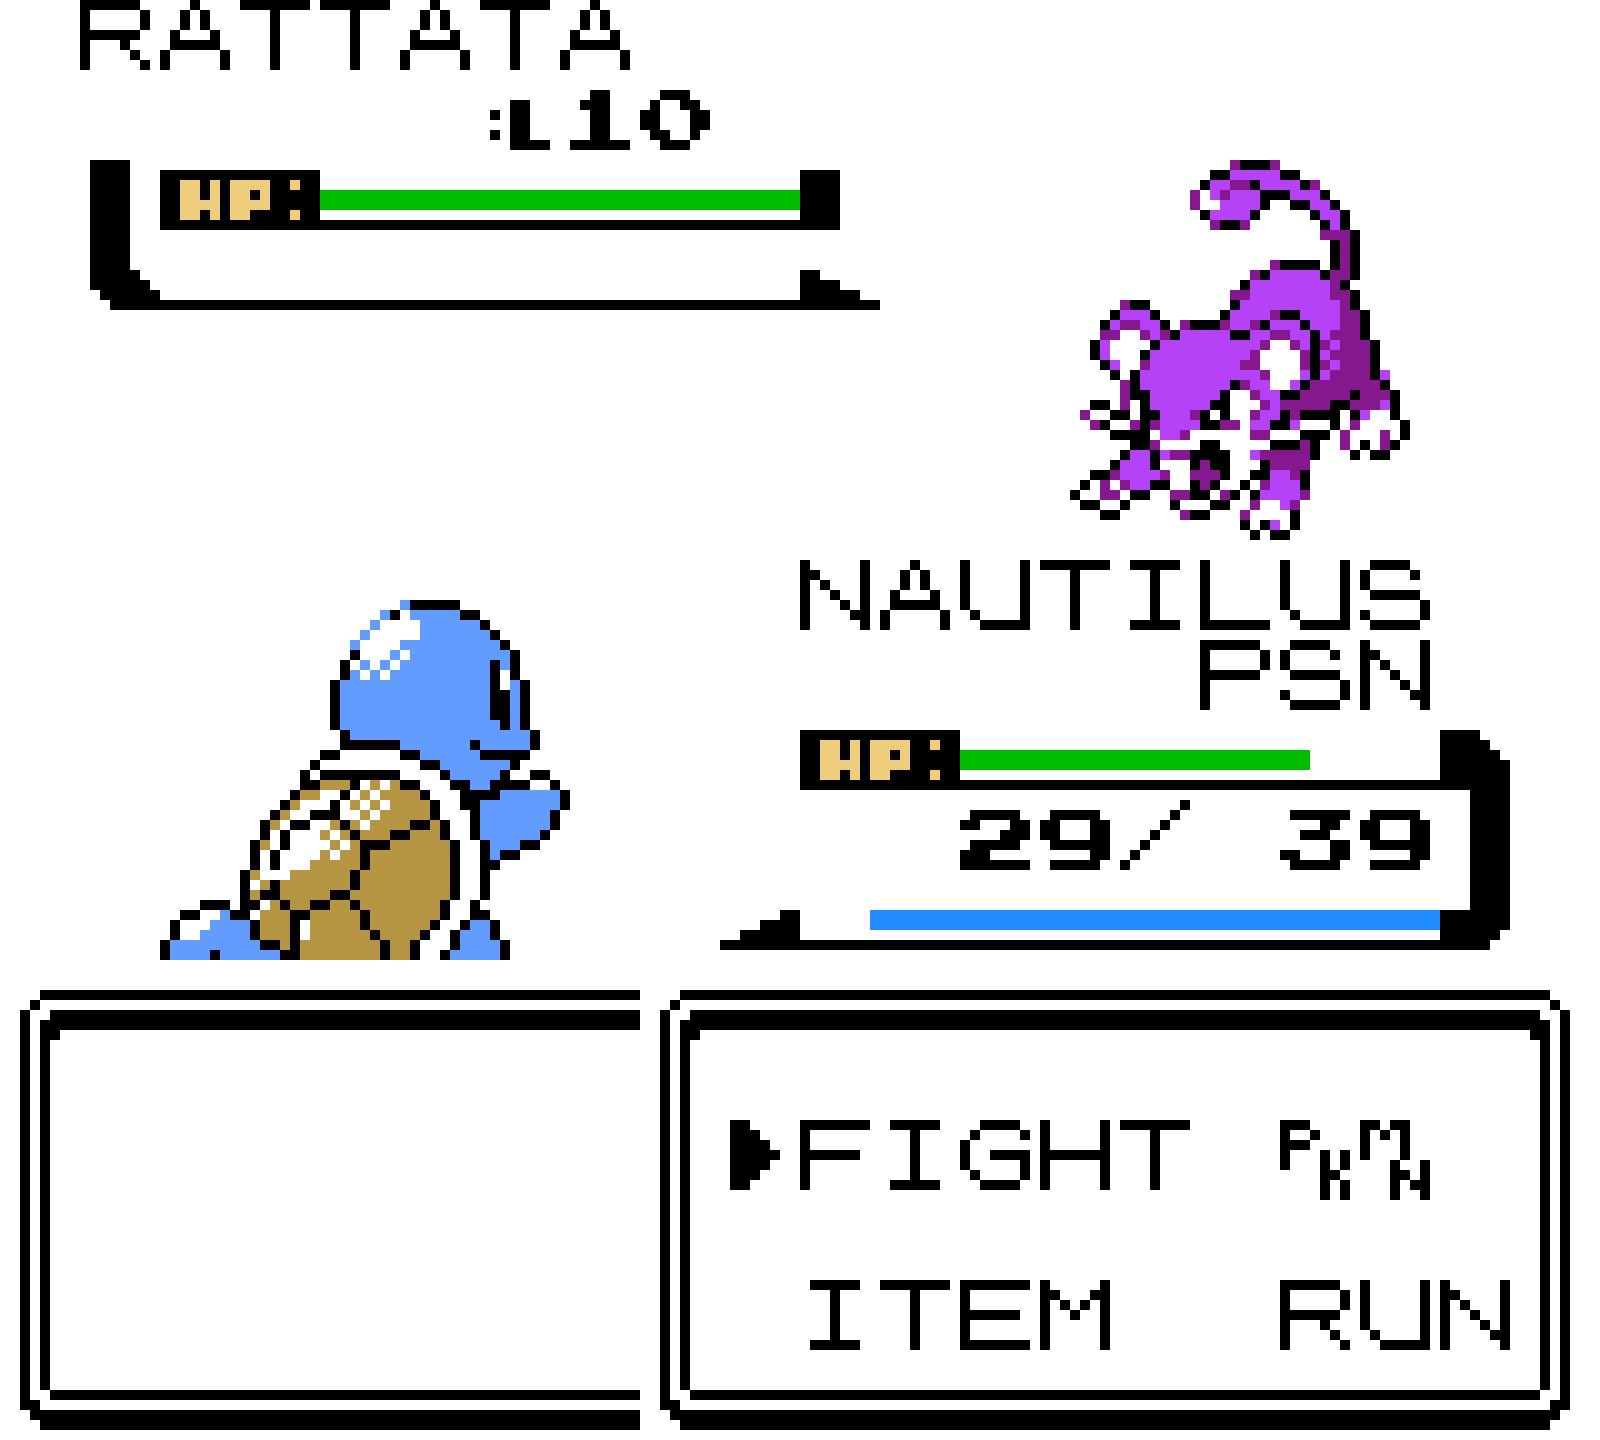 RATTATA
:L10
HP:
NAUTILUS
PSN
HP:
29/ 39
FIGHT PKMN
ITEM RUN